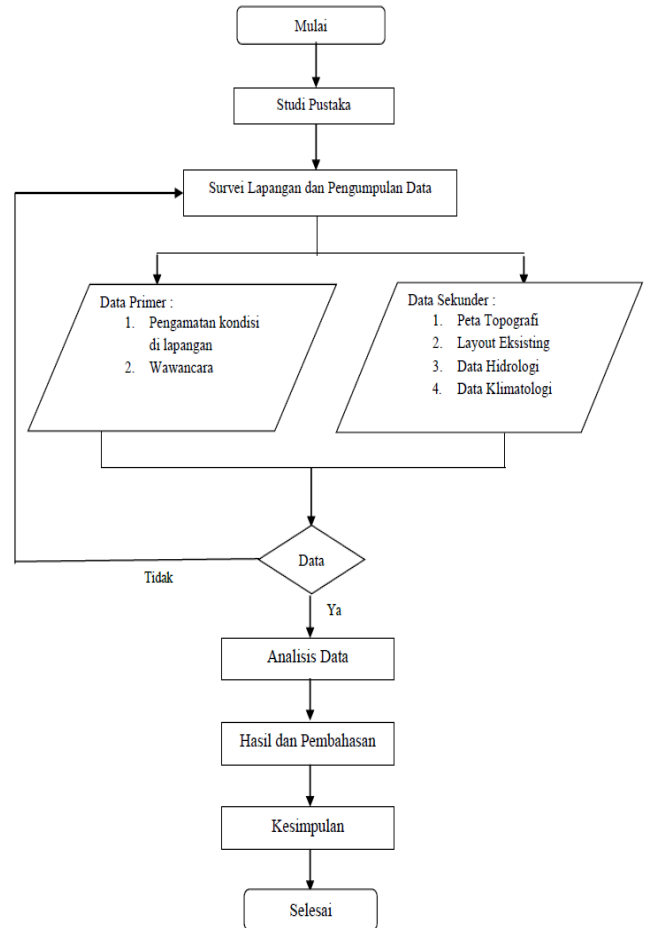 Mulai
Studi Pustaka
Survei Lapangan dan Pengumpulan Data
Data Primer :
1. Pengamatan kondisi
di lapangan
2. Wawancara
Data Sekunder :
1. Peta Topografi
2. Layout Eksisting
3. Data Hidrologi
4. Data Klimatologi
Data
Tidak
Ya
Analisis Data
Hasil dan Pembahasan
Kesimpulan
Selesai